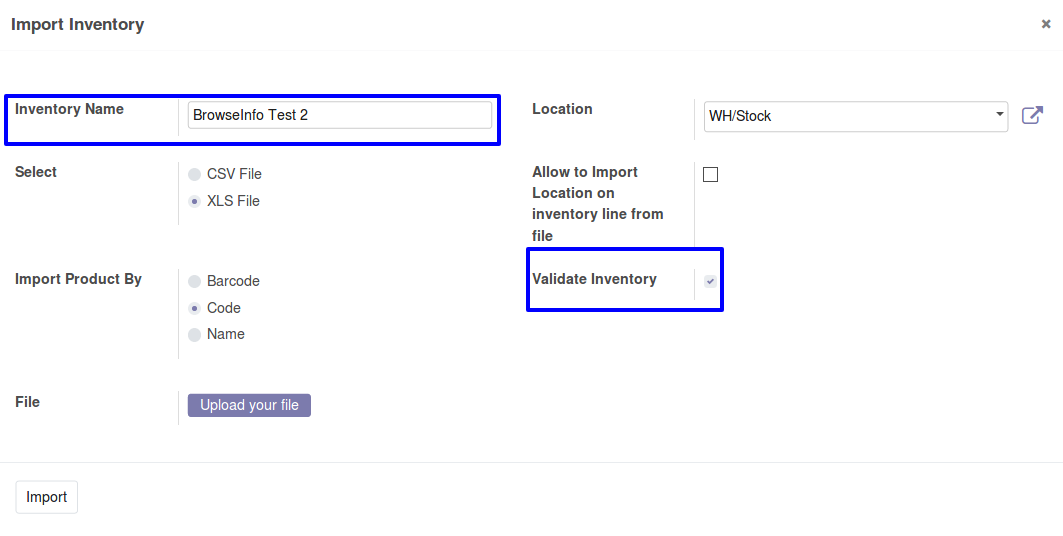 Import Inventory
×
Inventory Name
BrowseInfo Test 2
Location
WH/Stock
Select
CSV File
XLS File
Allow to Import
Location on
inventory line from
file
Import Product By
Barcode
Code
Name
Validate Inventory
File
Upload your file
Import